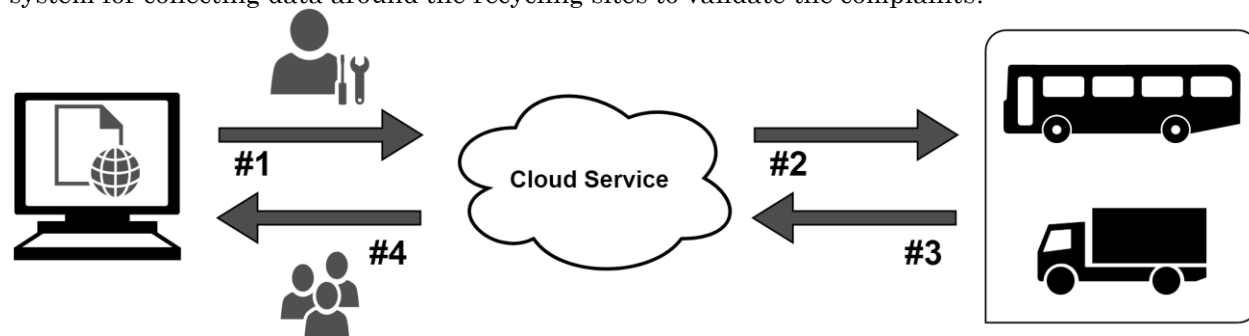 system for collecting data around the recycling sites to validate the complaints.
#1
#2
Cloud Service
#4
#3